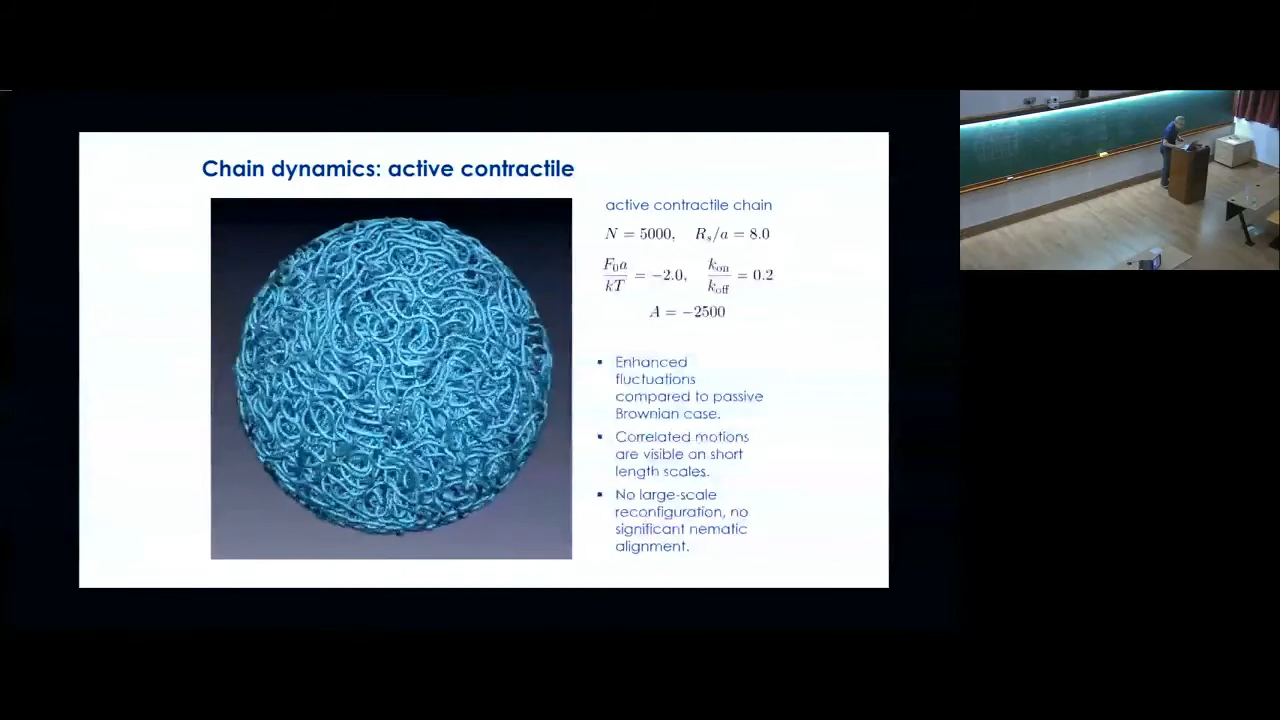 Chain dynamics: active contractile
active contractile chain
N = 5000, R_s/a = 8.0
F_0 a / kT = −2.0, k_on / k_off = 0.2
A = −2500
▪ Enhanced
fluctuations
compared to passive
Brownian case.
▪ Correlated motions
are visible on short
length scales.
▪ No large-scale
reconfiguration, no
significant nematic
alignment.